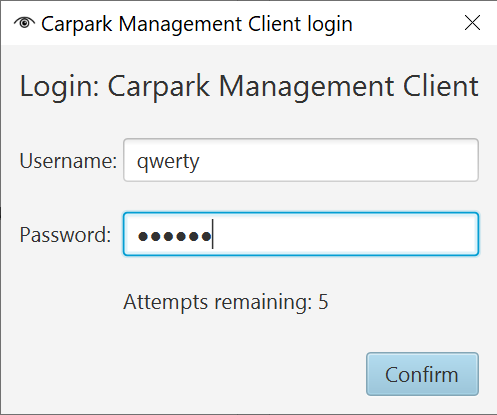 Carpark Management Client login
Login: Carpark Management Client
Username: qwerty
Password: ●●●●●●
Attempts remaining: 5
Confirm